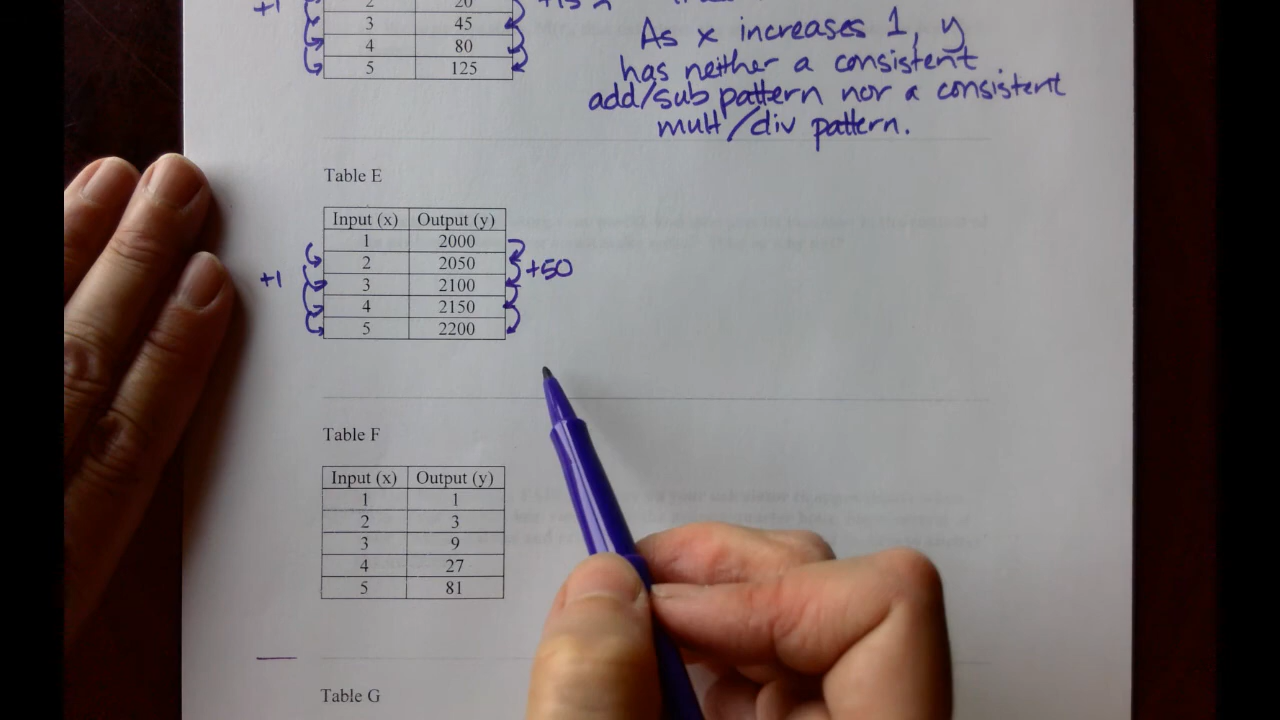 +1
2 20
3 45
4 80
5 125
As x increases 1, y
has neither a consistent
add/sub pattern nor a consistent
mult/div pattern.
Table E
Input (x) Output (y)
1 2000
2 2050
3 2100
4 2150
5 2200
+1
+50
Table F
Input (x) Output (y)
1 1
2 3
3 9
4 27
5 81
Table G